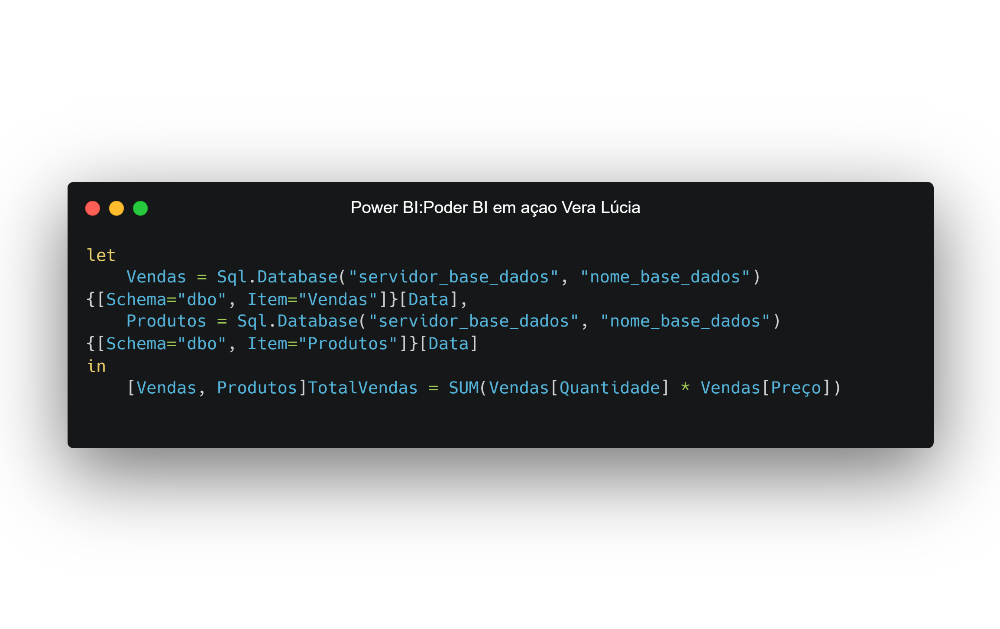 Power BI:Poder BI em açao Vera Lúcia
let
    Vendas = Sql.Database("servidor_base_dados", "nome_base_dados")
{[Schema="dbo", Item="Vendas"]}[Data],
    Produtos = Sql.Database("servidor_base_dados", "nome_base_dados")
{[Schema="dbo", Item="Produtos"]}[Data]
in
    [Vendas, Produtos]TotalVendas = SUM(Vendas[Quantidade] * Vendas[Preço])